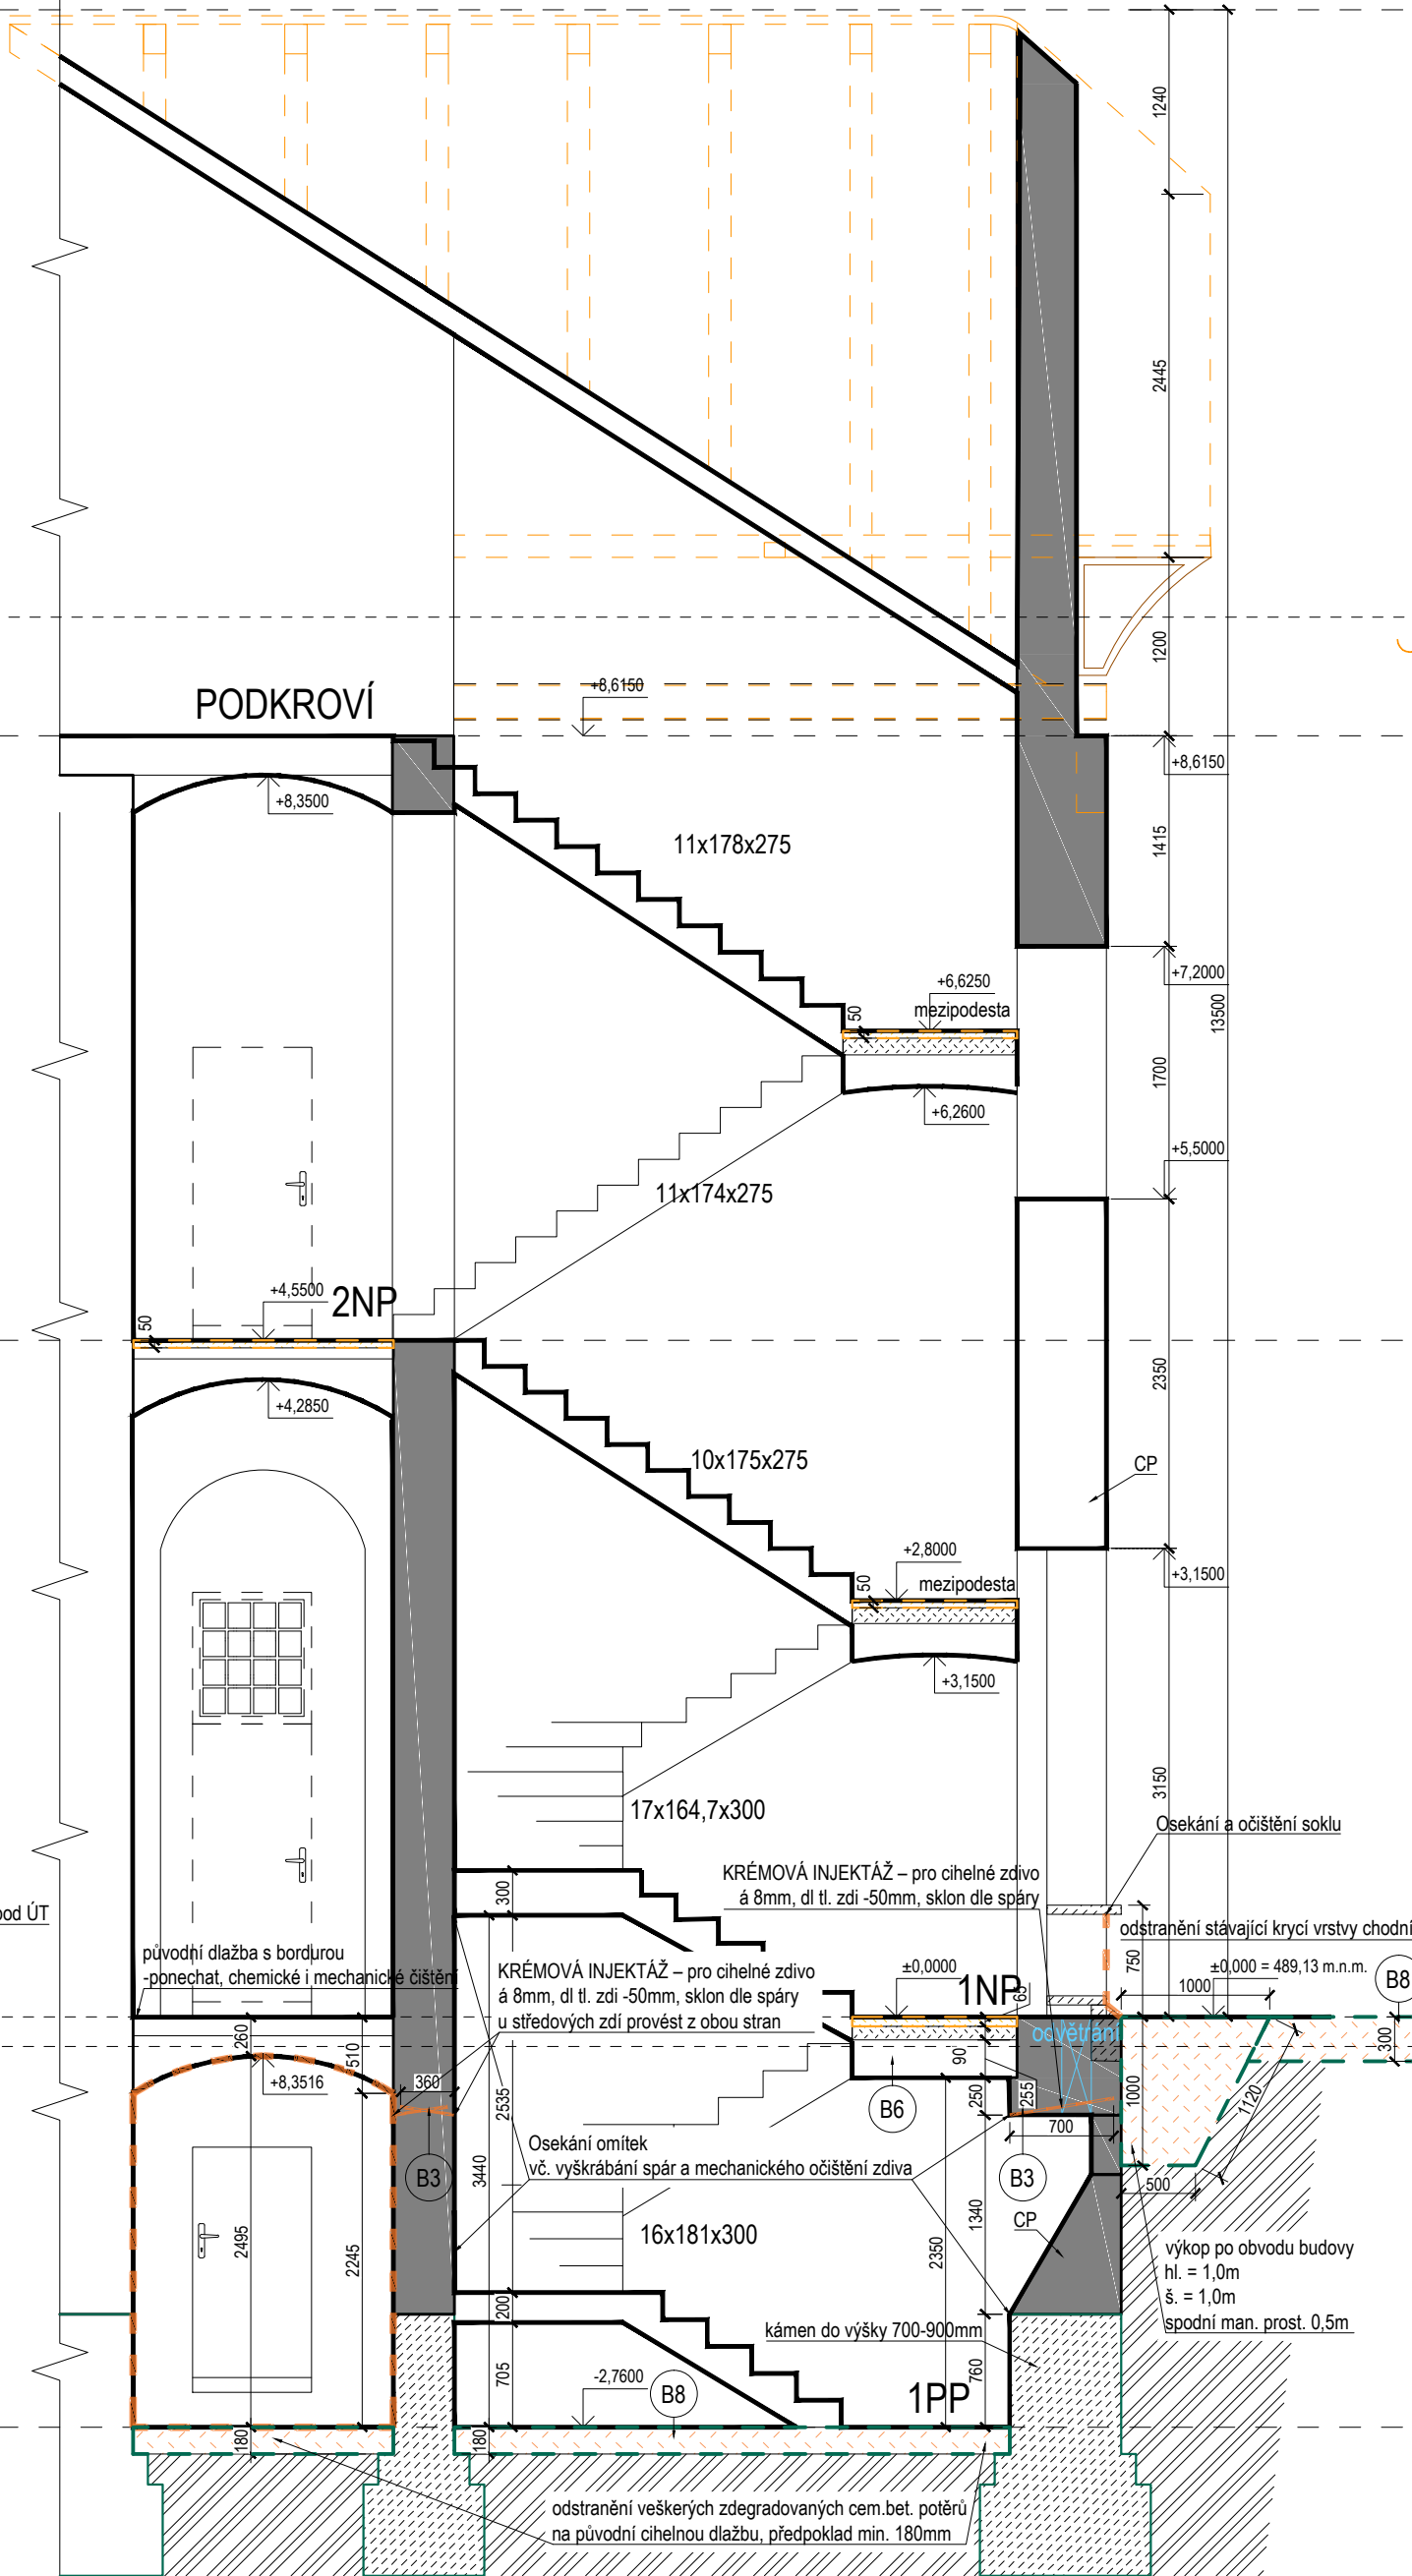 1240
2445
1200
PODKROVÍ
+8,6150
+8,6150
+8,3500
11x178x275
1415
+7,2000
13500
+6,6250
mezipodesta
50
1700
+6,2600
+5,5000
11x174x275
+4,5500
2NP
50
2350
+4,2850
10x175x275
CP
+2,8000
mezipodesta
50
+3,1500
+3,1500
3150
17x164,7x300
Osekání a očištění soklu
KRÉMOVÁ INJEKTÁŽ – pro cihelné zdivo
á 8mm, dl tl. zdi -50mm, sklon dle spáry
300
pod ÚT
odstranění stávající krycí vrstvy chodní
750
původní dlažba s bordurou
-ponechat, chemické i mechanické čištění
KRÉMOVÁ INJEKTÁŽ – pro cihelné zdivo
á 8mm, dl tl. zdi -50mm, sklon dle spáry
u středových zdí provést z obou stran
±0,0000
1NP
65
1000
±0,000 = 489,13 m.n.m.
B8
odvětrání
300
260
510
+8,3516
360
2535
90
250
255
1000
1120
B6
700
Osekání omítek
vč. vyškrábání spár a mechanického očištění zdiva
B3
B3
500
3440
CP
1340
2495
2245
16x181x300
2350
výkop po obvodu budovy
hl. = 1,0m
š. = 1,0m
spodní man. prost. 0,5m
200
kámen do výšky 700-900mm
705
-2,7600
B8
1PP
760
180
180
odstranění veškerých zdegradovaných cem.bet. potěrů
na původní cihelnou dlažbu, předpoklad min. 180mm